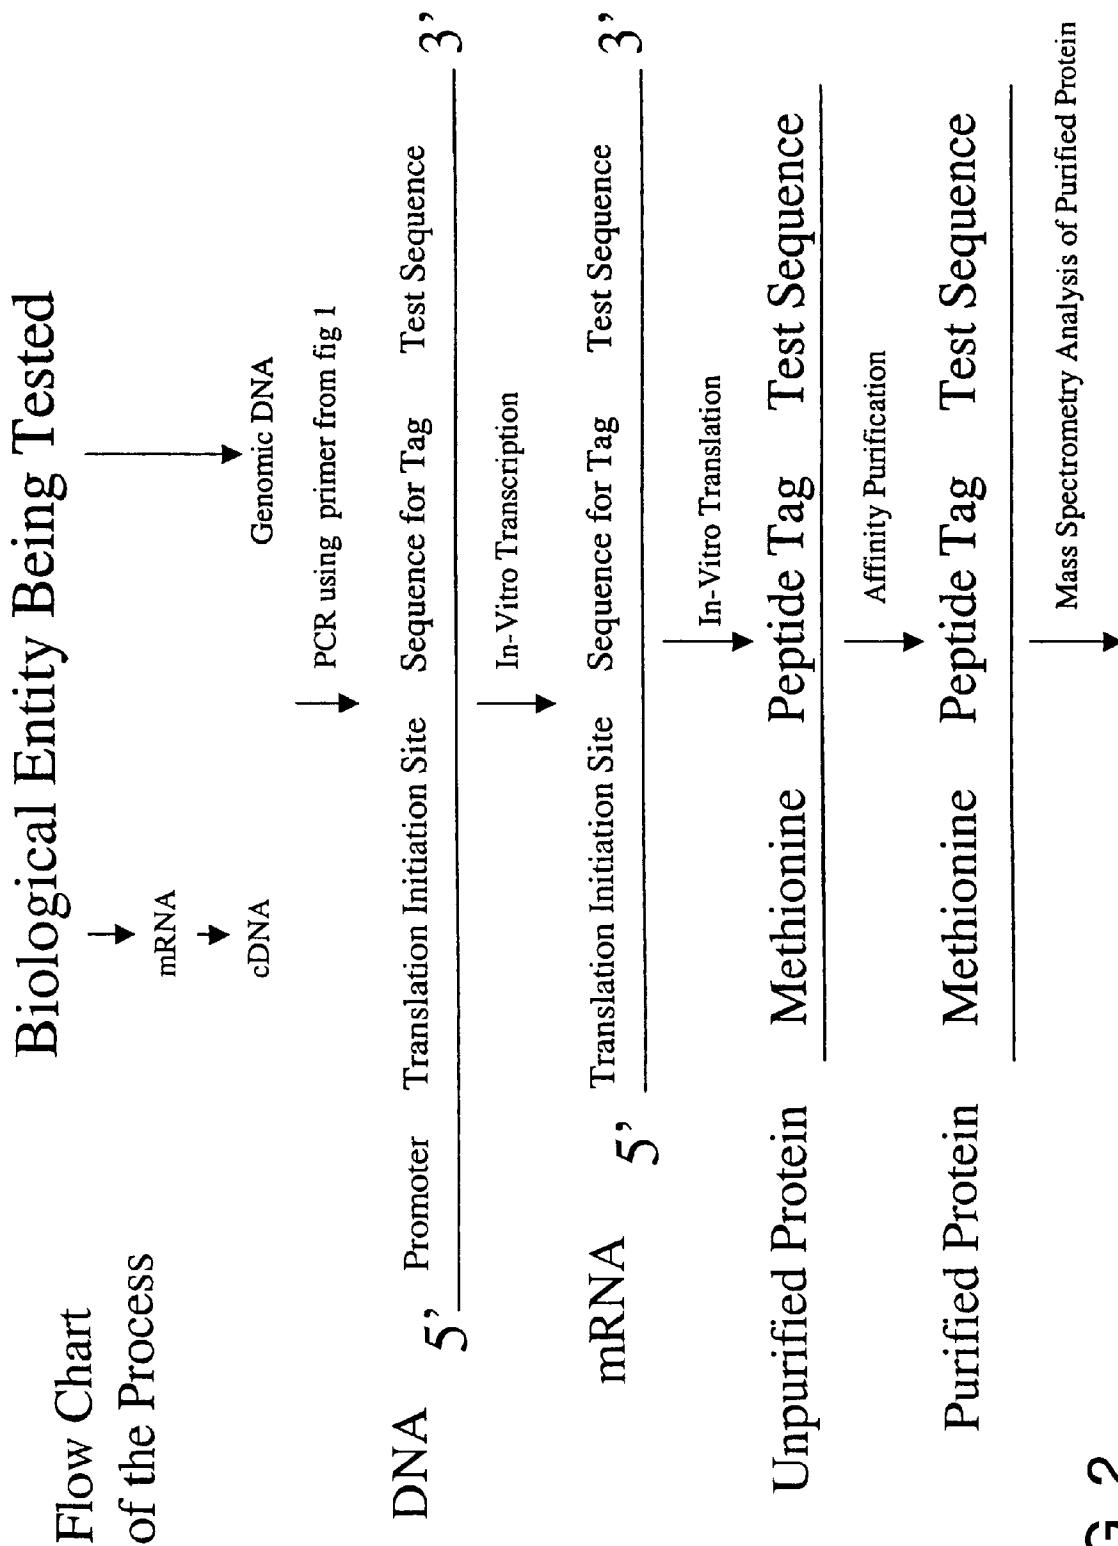 Flow Chart
of the Process
Biological Entity Being Tested
mRNA
cDNA
Genomic DNA
PCR using primer from fig 1
DNA
Promoter Translation Initiation Site Sequence for Tag Test Sequence
5’ 3’
In-Vitro Transcription
mRNA
Translation Initiation Site Sequence for Tag Test Sequence
5’ 3’
In-Vitro Translation
Unpurified Protein Methionine Peptide Tag Test Sequence
Affinity Purification
Purified Protein Methionine Peptide Tag Test Sequence
Mass Spectrometry Analysis of Purified Protein
G 2